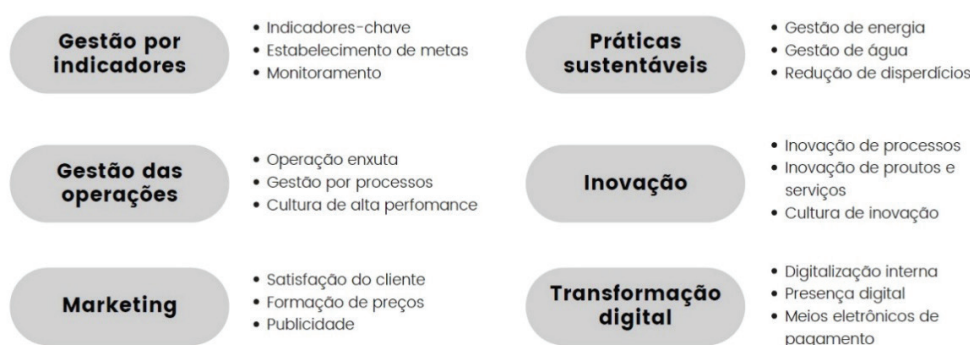 Gestão por
indicadores
• Indicadores-chave
• Estabelecimento de metas
• Monitoramento
Práticas
sustentáveis
• Gestão de energia
• Gestão de água
• Redução de disperdícios
Gestão das
operações
• Operação enxuta
• Gestão por processos
• Cultura de alta perfomance
Inovação
• Inovação de processos
• Inovação de proutos e
serviços
• Cultura de inovação
Marketing
• Satisfação do cliente
• Formação de preços
• Publicidade
Transformação
digital
• Digitalização interna
• Presença digital
• Meios eletrônicos de
pagamento